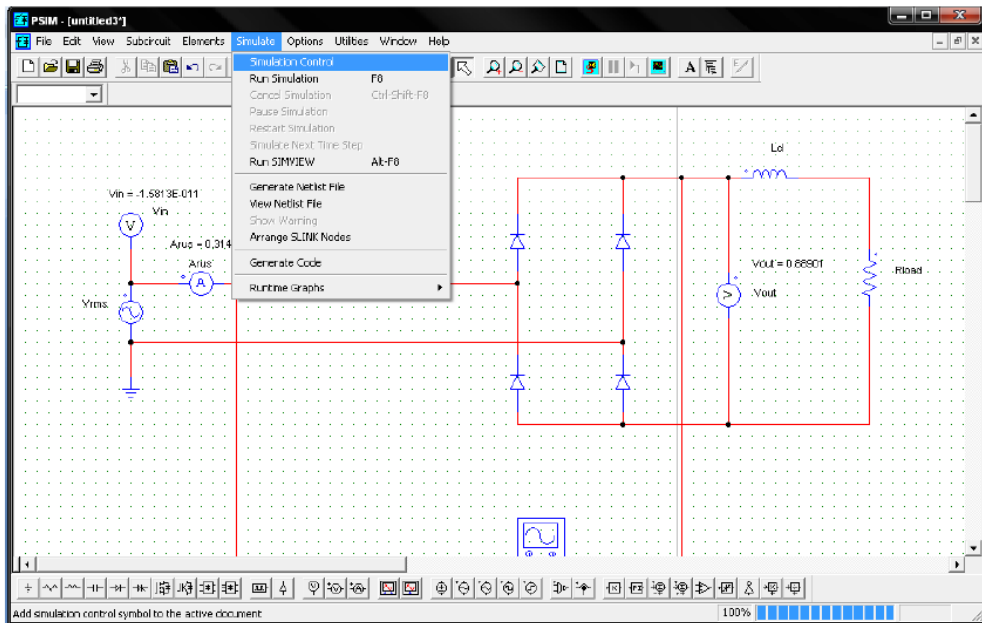 PSIM - [untitled3*]
File Edit View Subcircuit Elements Simulate Options Utilities Window Help
Simulation Control
Run Simulation F8
Cancel Simulation Ctrl-Shift-F8
Pause Simulation
Restart Simulation
Simulate Next Time Step
Run SIMVIEW Alt-F8
Generate Netlist File
View Netlist File
Show Warning
Arrange SLINK Nodes
Generate Code
Runtime Graphs
Vin = -1.5813E-011
Vin
V
Arus = 0,314
Arus
A
Vrms
Ld
Vout = 0.88901
Vout
V
Rload
Add simulation control symbol to the active document
100%